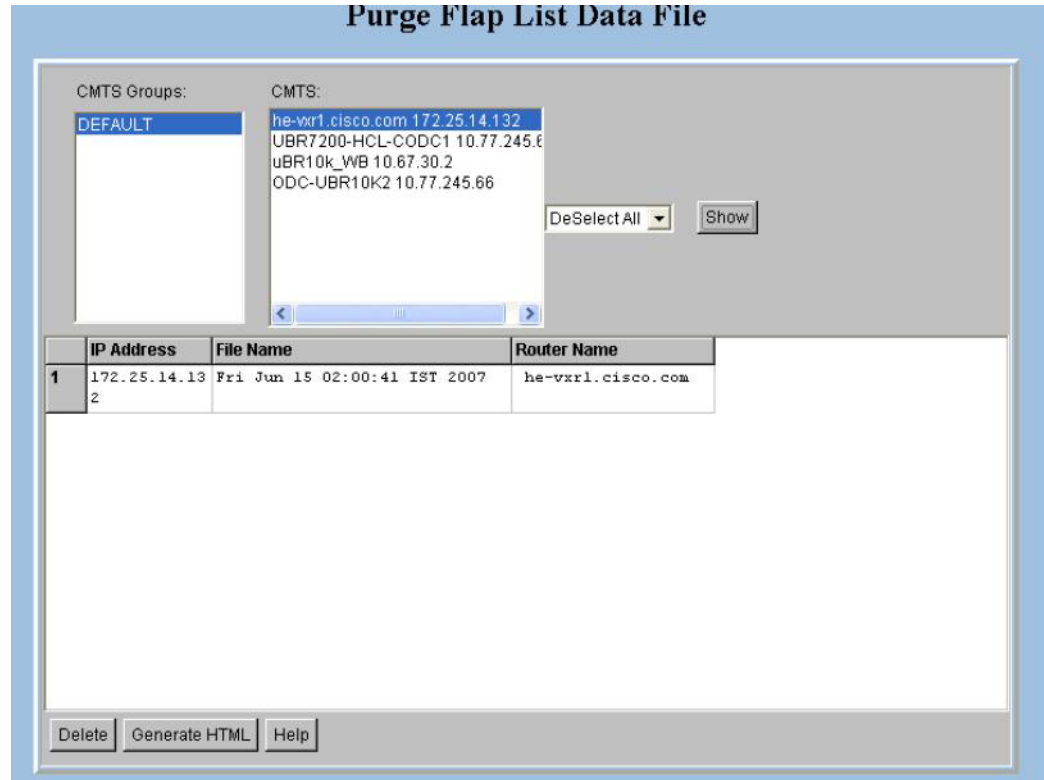 Purge Flap List Data File
CMTS Groups:
CMTS:
DEFAULT
he-vxr1.cisco.com 172.25.14.132
UBR7200-HCL-CODC1 10.77.245.6
uBR10k_WB 10.67.30.2
ODC-UBR10K2 10.77.245.66
DeSelect All
Show
IP Address File Name Router Name
1 172.25.14.13 Fri Jun 15 02:00:41 IST 2007 he-vxr1.cisco.com
2
Delete Generate HTML Help